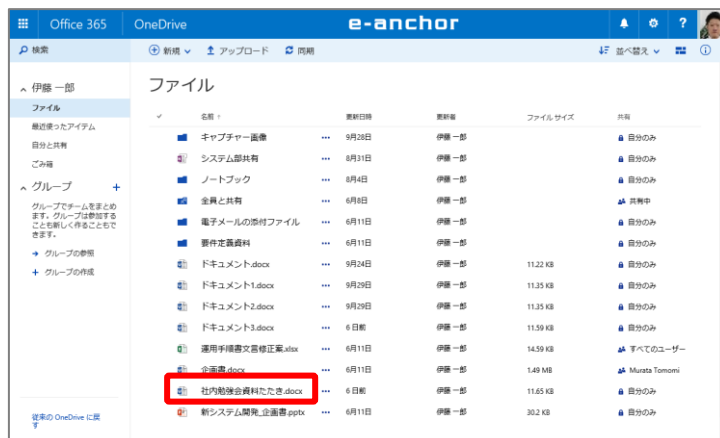 Office 365 OneDrive e-anchor ?
検索 新規 アップロード 同期 並べ替え
伊藤 一郎
ファイル
最近使ったアイテム
自分と共有
ごみ箱
グループ +
グループでチームをまとめ
ます。グループは参加する
ことも新しく作ることもで
きます。
→ グループの参照
+ グループの作成
従来の OneDrive に戻
す
ファイル
名前 ↑ 更新日時 更新者 ファイル サイズ 共有
キャプチャー画像 ••• 9月28日 伊藤 一郎 自分のみ
システム部共有 ••• 8月31日 伊藤 一郎 自分のみ
ノートブック ••• 8月4日 伊藤 一郎 自分のみ
全員と共有 ••• 6月8日 伊藤 一郎 共有中
電子メールの添付ファイル ••• 6月11日 伊藤 一郎 自分のみ
要件定義資料 ••• 6月11日 伊藤 一郎 自分のみ
ドキュメント.docx ••• 9月24日 伊藤 一郎 11.22 KB 自分のみ
ドキュメント1.docx ••• 9月29日 伊藤 一郎 11.35 KB 自分のみ
ドキュメント2.docx ••• 9月29日 伊藤 一郎 11.35 KB 自分のみ
ドキュメント3.docx ••• 6 日前 伊藤 一郎 11.59 KB 自分のみ
運用手順書文言修正案.xlsx ••• 6月11日 伊藤 一郎 14.59 KB すべてのユーザー
企画書.docx ••• 6月11日 伊藤 一郎 1.49 MB Murata Tomomi
社内勉強会資料たたき.docx ••• 6 日前 伊藤 一郎 11.65 KB 自分のみ
新システム開発_企画書.pptx ••• 6月11日 伊藤 一郎 30.2 KB 自分のみ